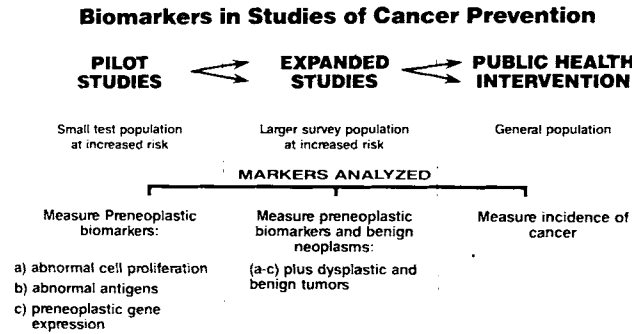 Biomarkers in Studies of Cancer Prevention
PILOT
STUDIES
EXPANDED
STUDIES
PUBLIC HEALTH
INTERVENTION
Small test population
at increased risk
Larger survey population
at increased risk
General population
MARKERS ANALYZED
Measure Preneoplastic
biomarkers:
a) abnormal cell proliferation
b) abnormal antigens
c) preneoplastic gene
expression
Measure preneoplastic
biomarkers and benign
neoplasms:
(a-c) plus dysplastic and
benign tumors
Measure incidence of
cancer